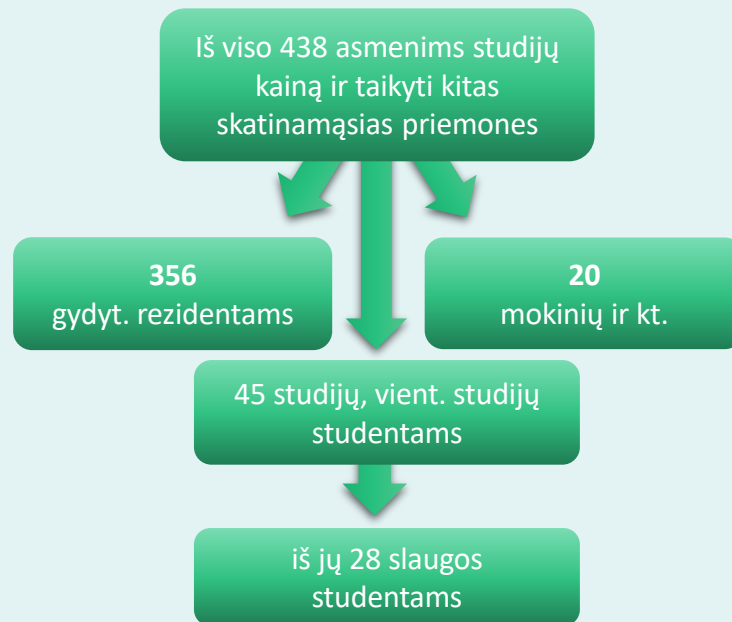 Iš viso 438 asmenims studijų
kainą ir taikyti kitas
skatinamąsias priemones
356
gydyt. rezidentams
20
mokinių ir kt.
45 studijų, vient. studijų
studentams
iš jų 28 slaugos
studentams